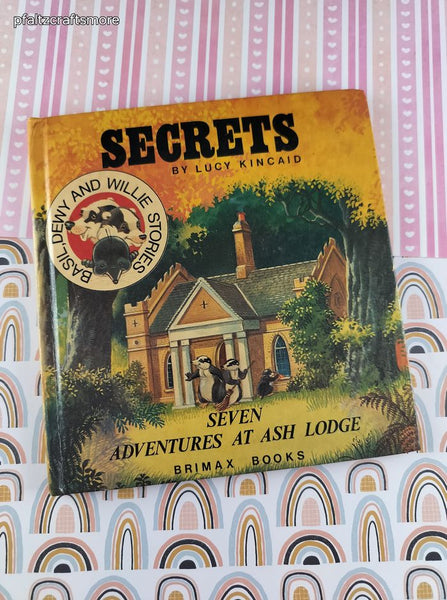 pfaltzcraftsmore
SECRETS
BY LUCY KINCAID
BASIL, DEWY AND WILLIE STORIES
SEVEN
ADVENTURES AT ASH LODGE
BRIMAX BOOKS